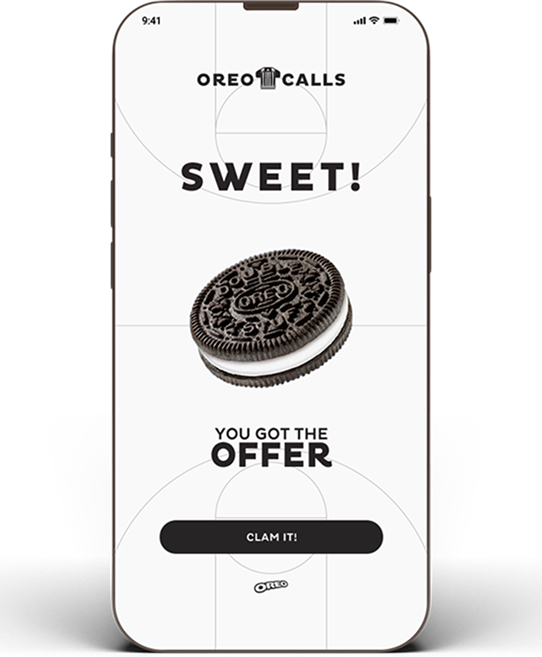 9:41
OREO CALLS
SWEET!
OREO
YOU GOT THE
OFFER
CLAM IT!
OREO